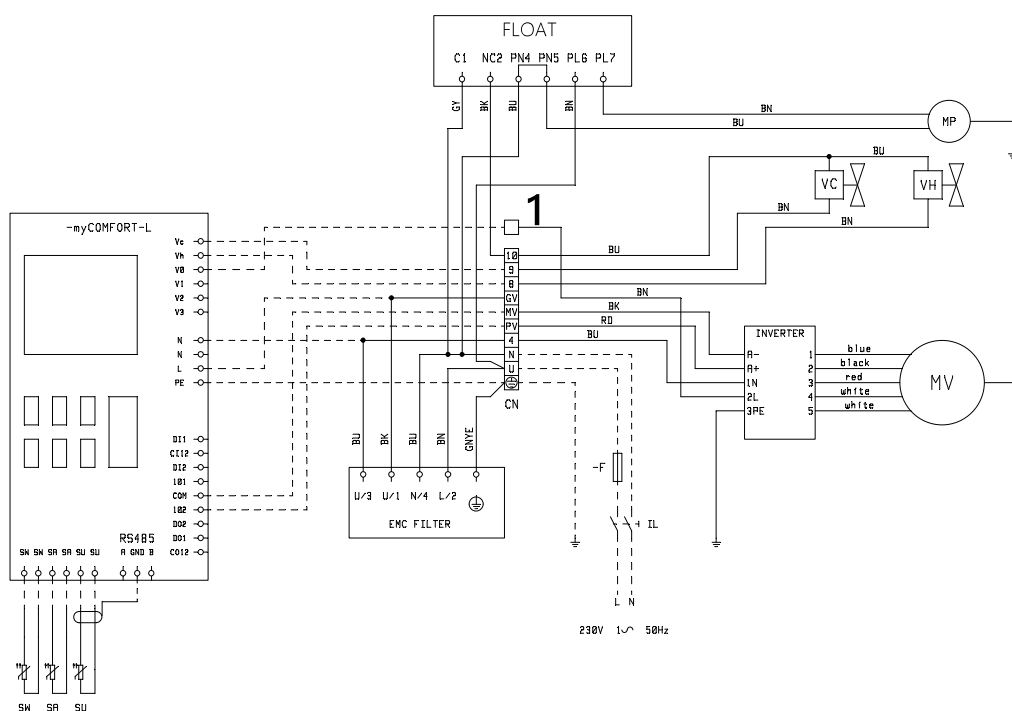 FLOAT
C1 NC2 PN4 PN5 PL6 PL7
GY BK BU BN
BN
BU
MP
BU
VC
VH
BN
BN
1
-myCOMFORT-L
Vc
Vh
V0
V1
V2
V3
N
N
L
PE
DI1
CI12
DI2
I01
COM
I02
DO2
DO1
CO12
RS485
A GND B
SW SW SA SA SU SU
SW SA SU
10
9
8
GV
MV
PV
4
N
U
CN
BU
BN
BK
RD
BU
INVERTER
A-
A+
1N
2L
3PE
1 blue
2 black
3 red
4 white
5 white
MV
BU BK BU BN GNYE
U/3 U/1 N/4 L/2
EMC FILTER
-F
IL
L N
230V 1~ 50Hz